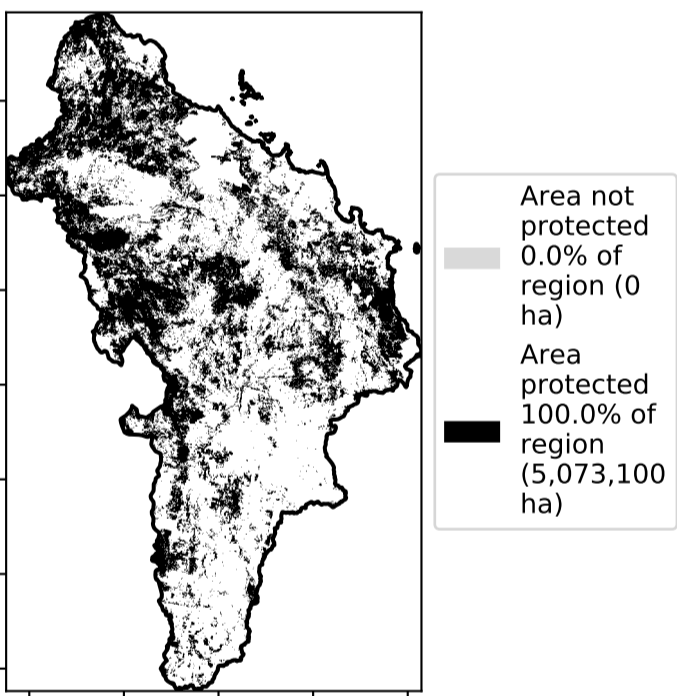 Area not
protected
0.0% of
region (0
ha)
Area
protected
100.0% of
region
(5,073,100
ha)